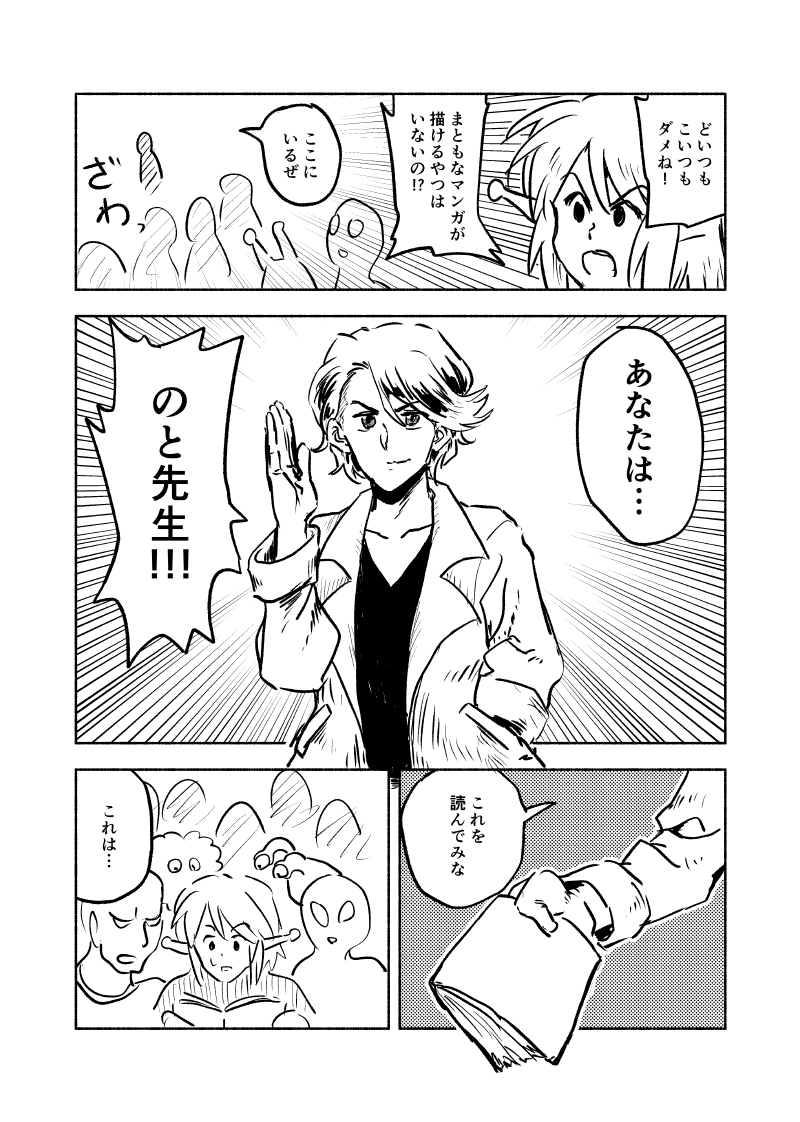 どいつも
こいつも
ダメね！
まともなマンガが
描けるやつは
いないの!?
ここに
いるぜ
ざわっ
あなたは…
のと先生!!!
これを
読んでみな
これは…